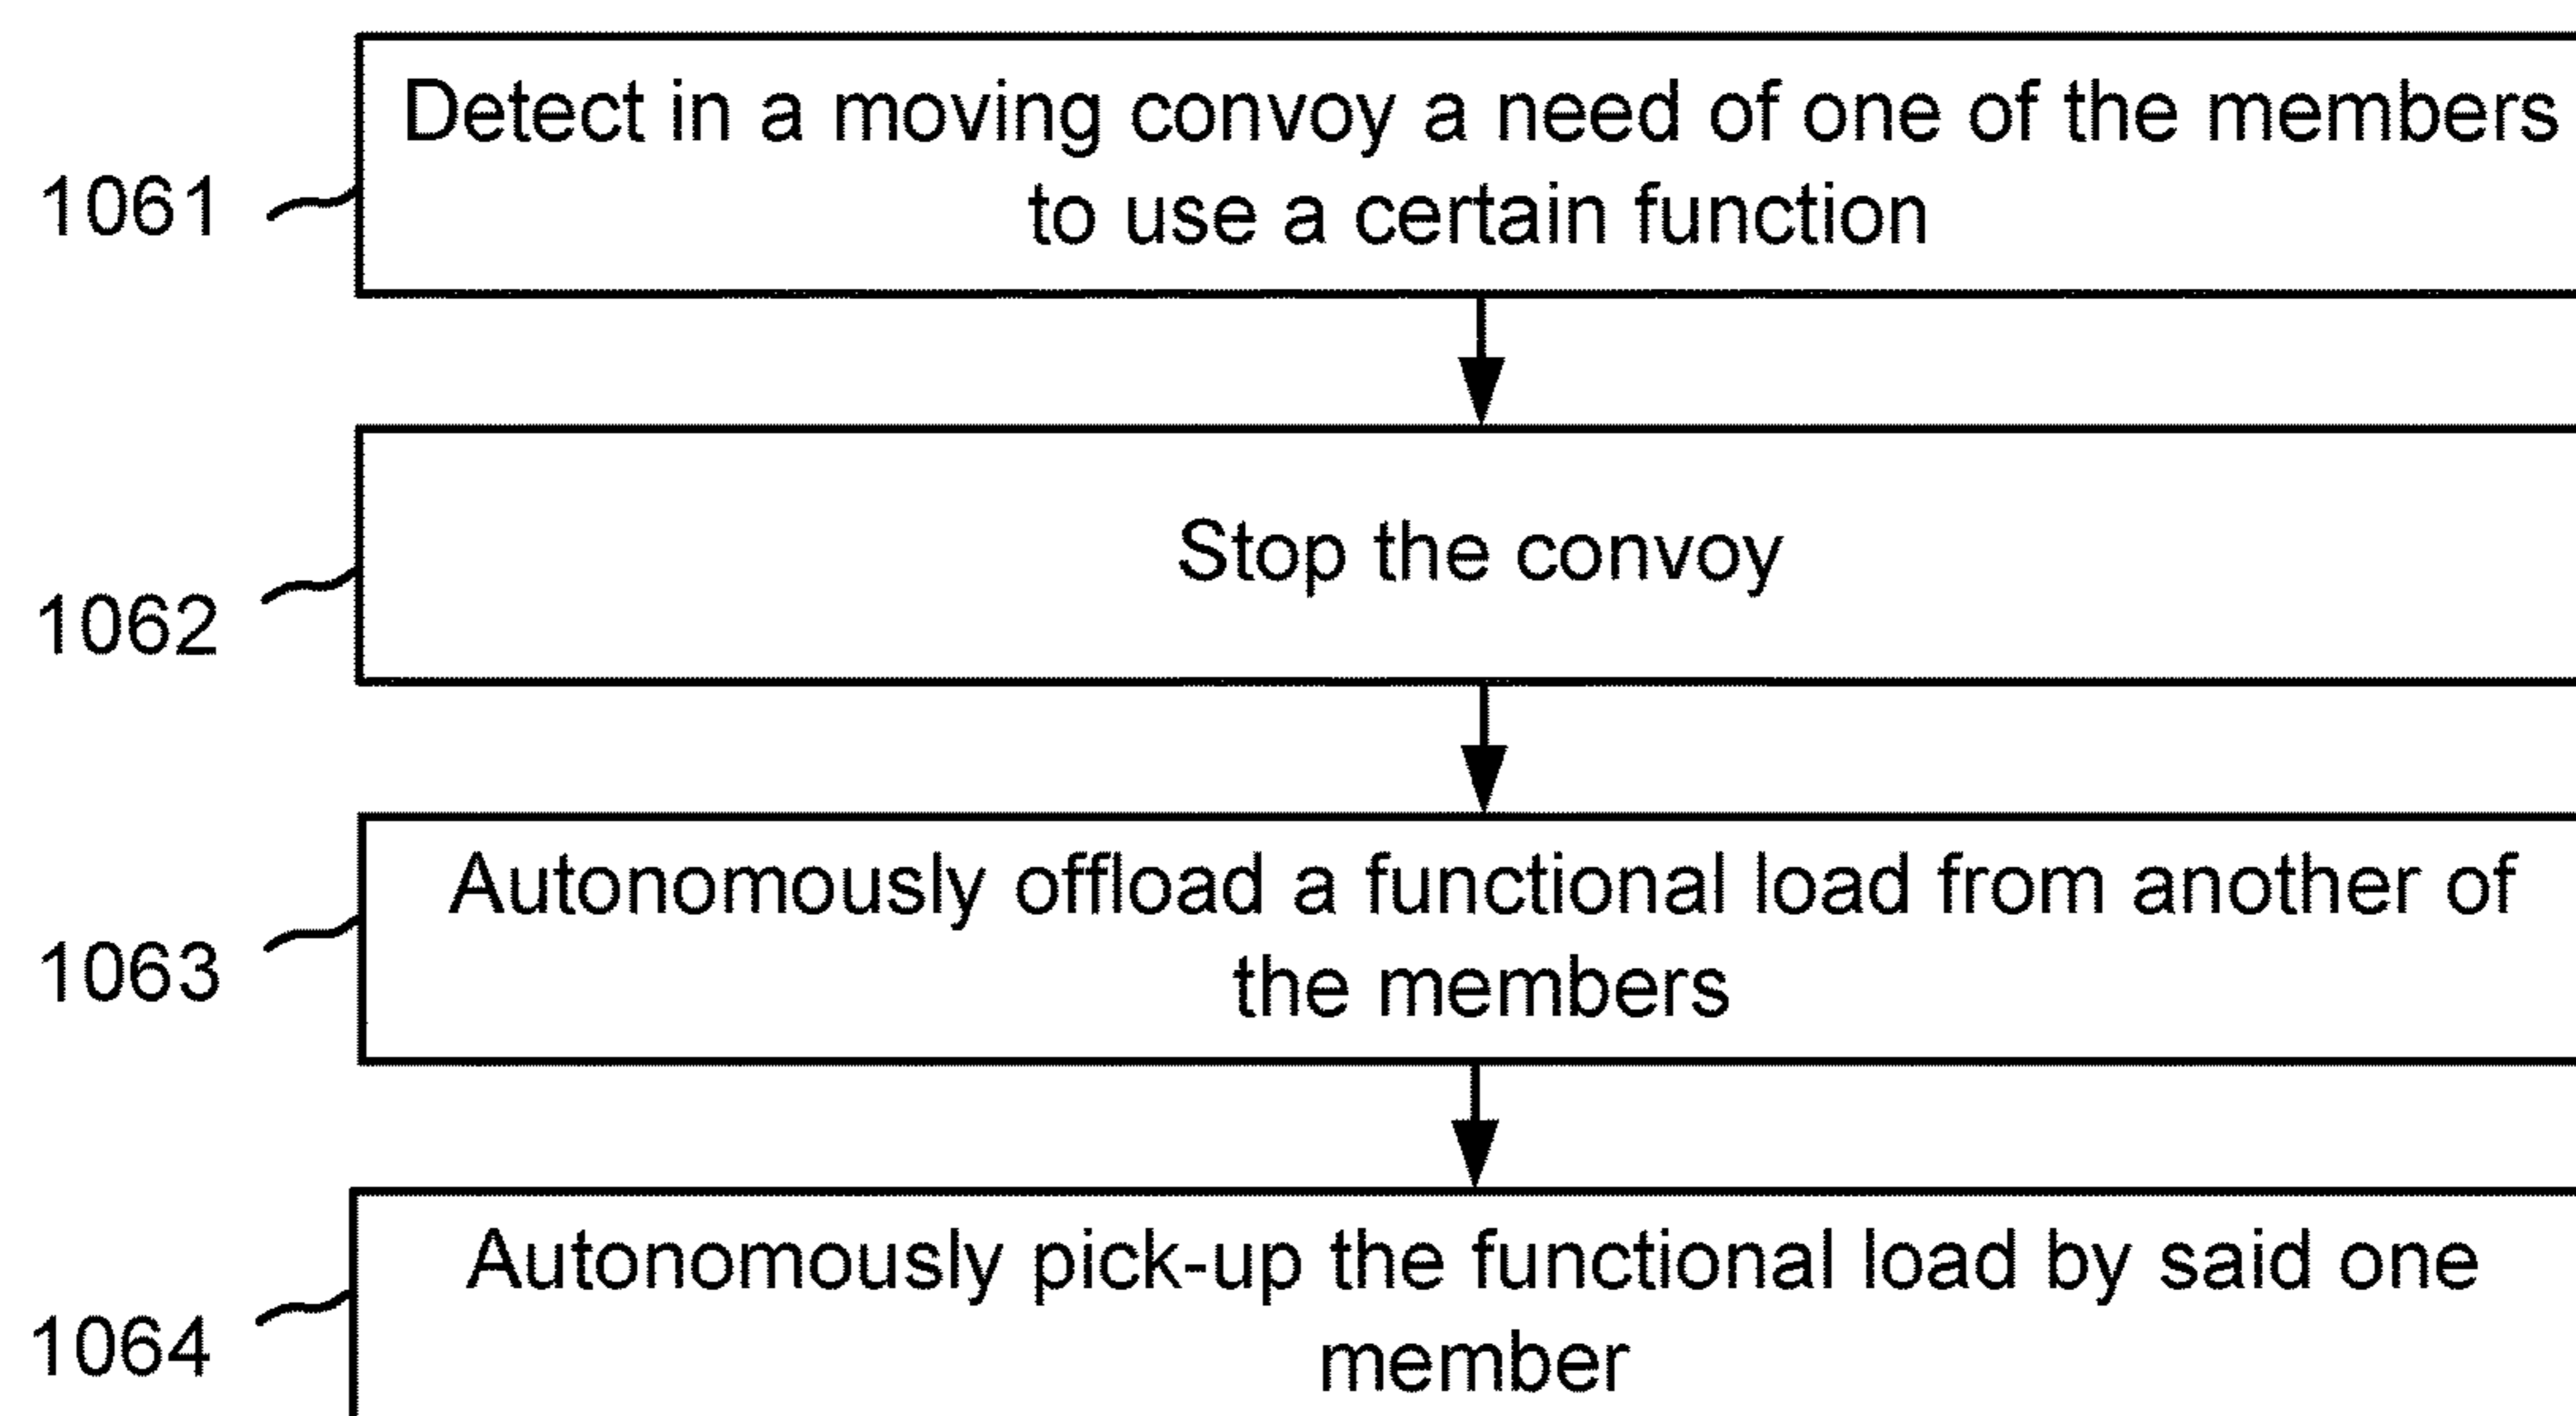 Detect in a moving convoy a need of one of the members
1061
to use a certain function
Stop the convoy
1062
Autonomously offload a functional load from another of
1063
the members
Autonomously pick-up the functional load by said one
1064
member